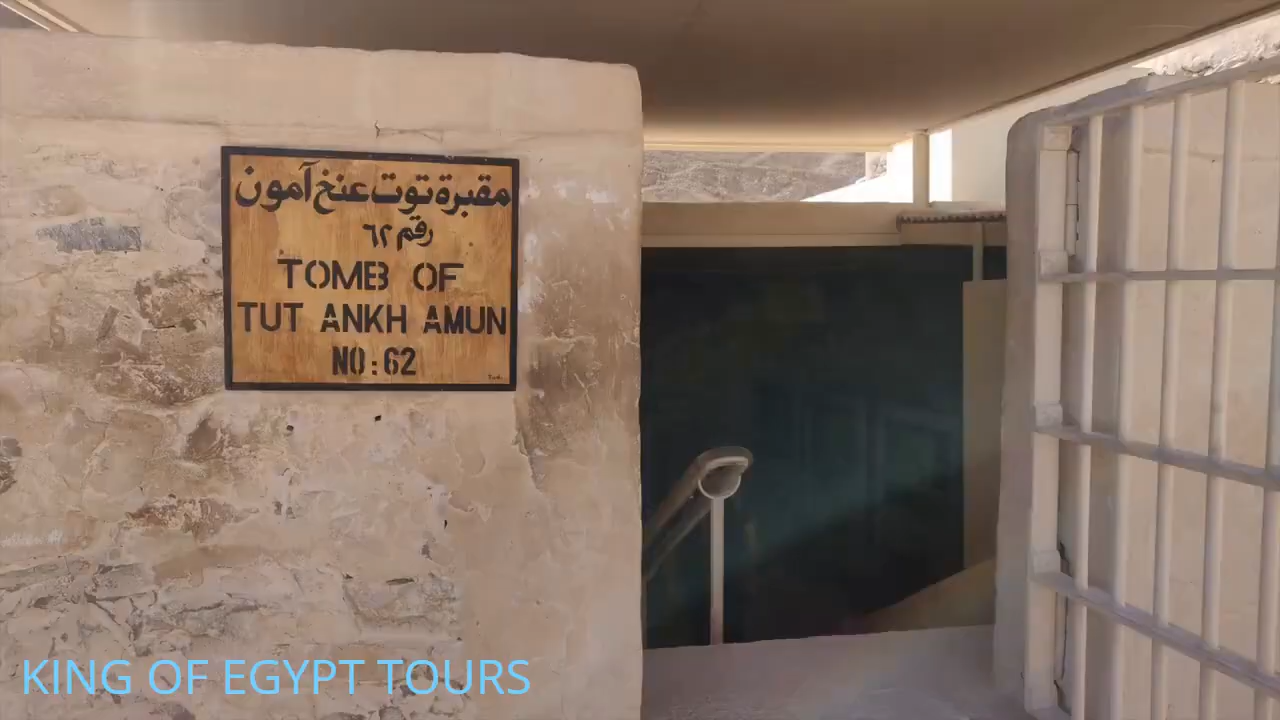 مقبرة توت عنخ آمون
رقم ٦٢
TOMB OF
TUT ANKH AMUN
NO:62
KING OF EGYPT TOURS